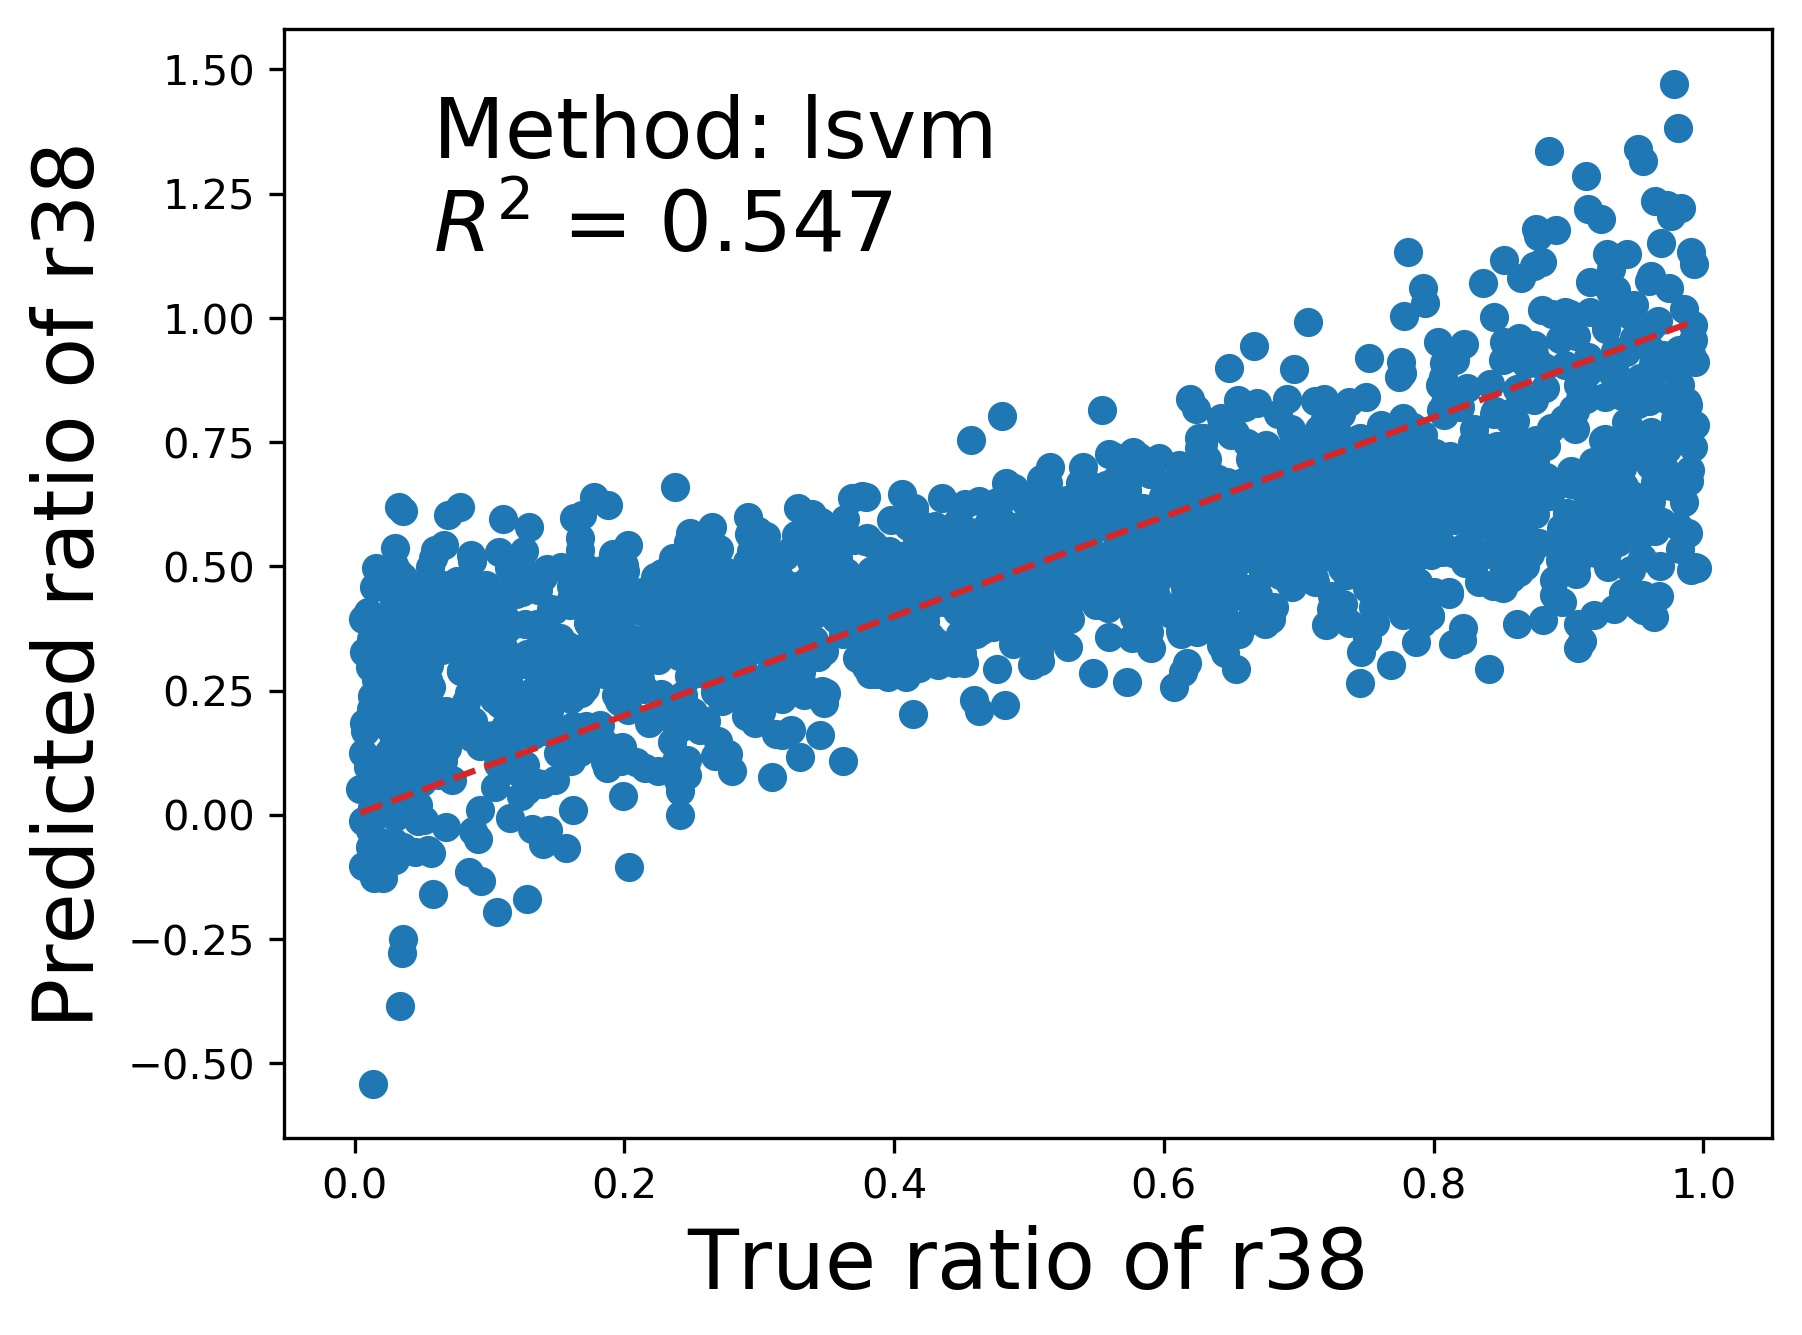 Method: lsvm
R² = 0.547
Predicted ratio of r38
1.50
1.25
1.00
0.75
0.50
0.25
0.00
−0.25
−0.50
0.0 0.2 0.4 0.6 0.8 1.0
True ratio of r38